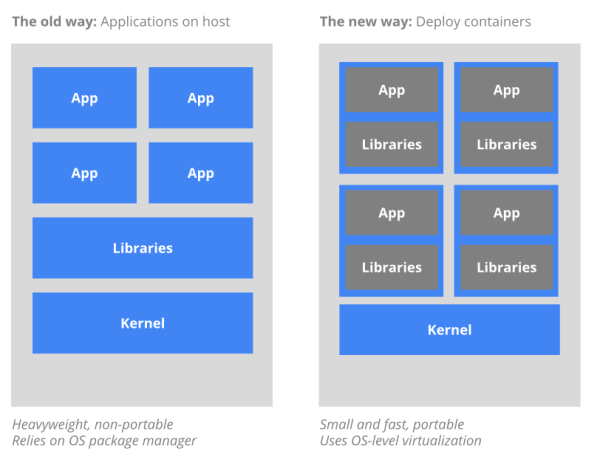 The old way: Applications on host
App App
App App
Libraries
Kernel
Heavyweight, non-portable
Relies on OS package manager
The new way: Deploy containers
App App
Libraries Libraries
App App
Libraries Libraries
Kernel
Small and fast, portable
Uses OS-level virtualization